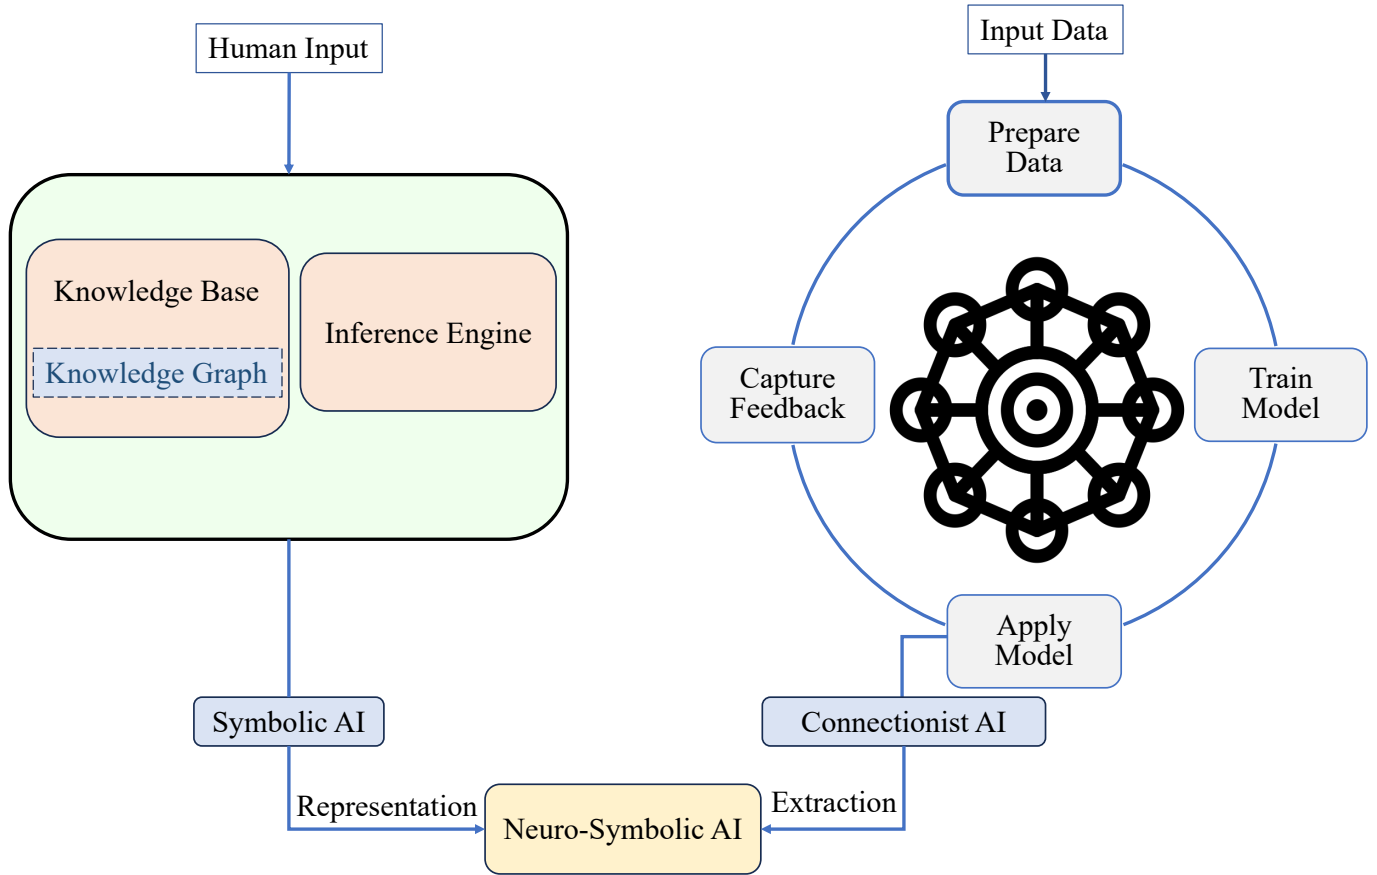 Human Input
Knowledge Base
Knowledge Graph
Inference Engine
Symbolic AI
Representation
Input Data
Prepare
Data
Train
Model
Apply
Model
Capture
Feedback
Connectionist AI
Extraction
Neuro-Symbolic AI